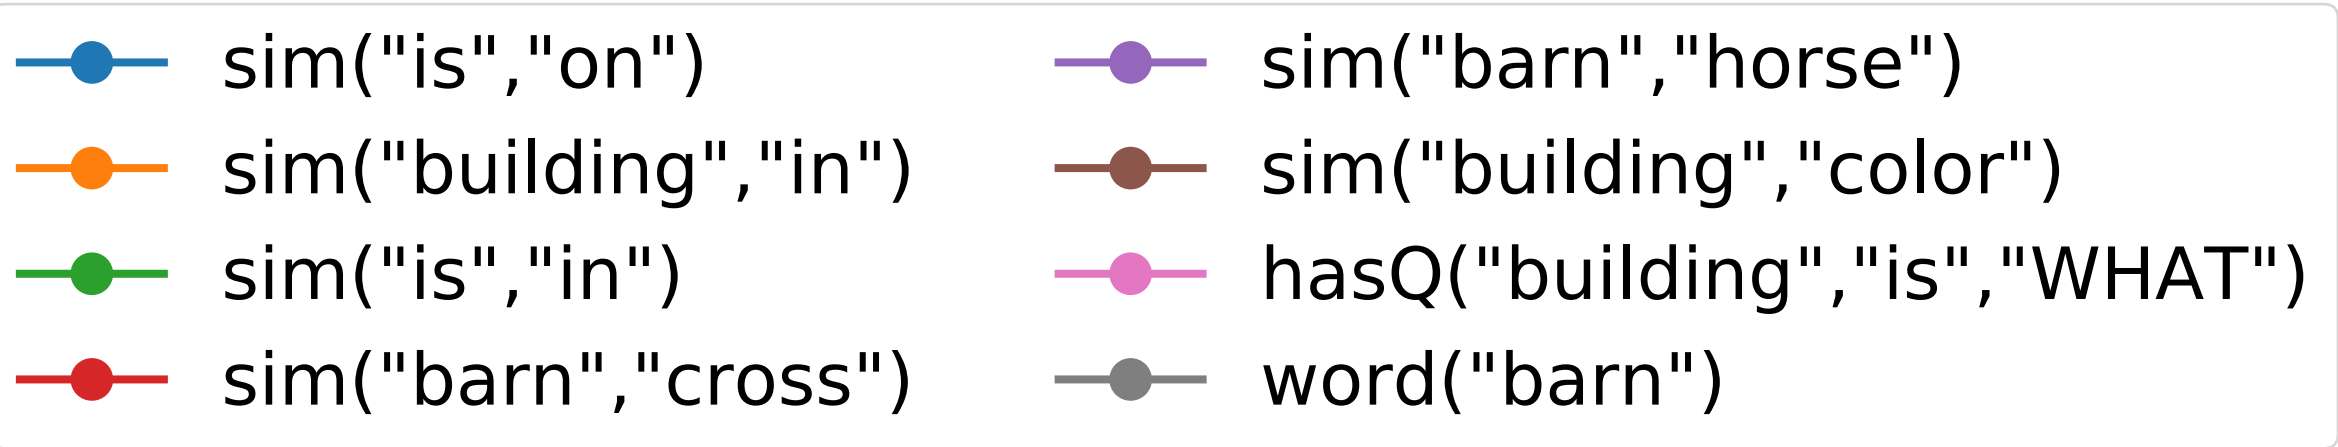 sim("is","on")
sim("building","in")
sim("is","in")
sim("barn","cross")
sim("barn","horse")
sim("building","color")
hasQ("building","is","WHAT")
word("barn")